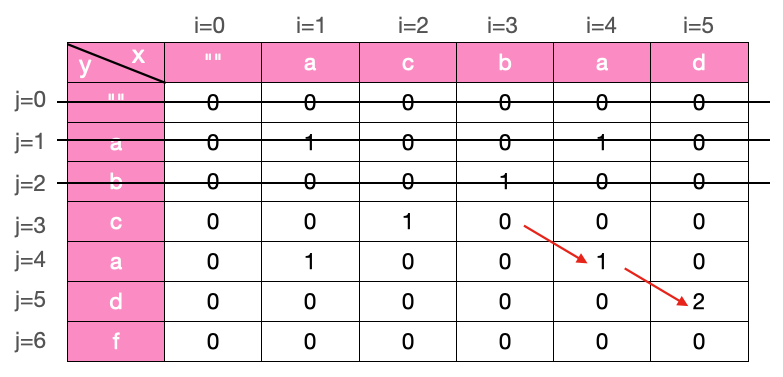 i=0 i=1 i=2 i=3 i=4 i=5
y x "" a c b a d
j=0 "" 0 0 0 0 0 0
j=1 a 0 1 0 0 1 0
j=2 b 0 0 0 1 0 0
j=3 c 0 0 1 0 0 0
j=4 a 0 1 0 0 1 0
j=5 d 0 0 0 0 0 2
j=6 f 0 0 0 0 0 0